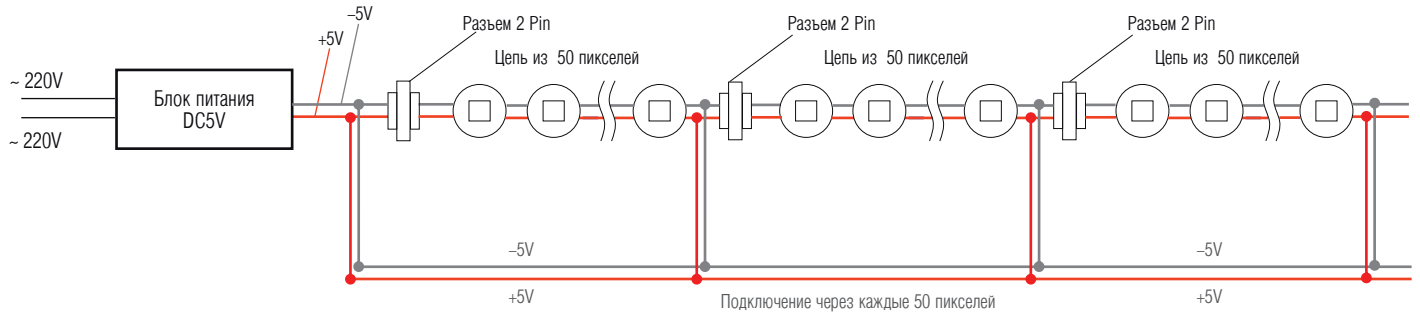 –5V
+5V
~ 220V
~ 220V
Блок питания
DC5V
Разъем 2 Pin
Цепь из 50 пикселей
Разъем 2 Pin
Цепь из 50 пикселей
Разъем 2 Pin
Цепь из 50 пикселей
–5V
–5V
+5V
Подключение через каждые 50 пикселей
+5V